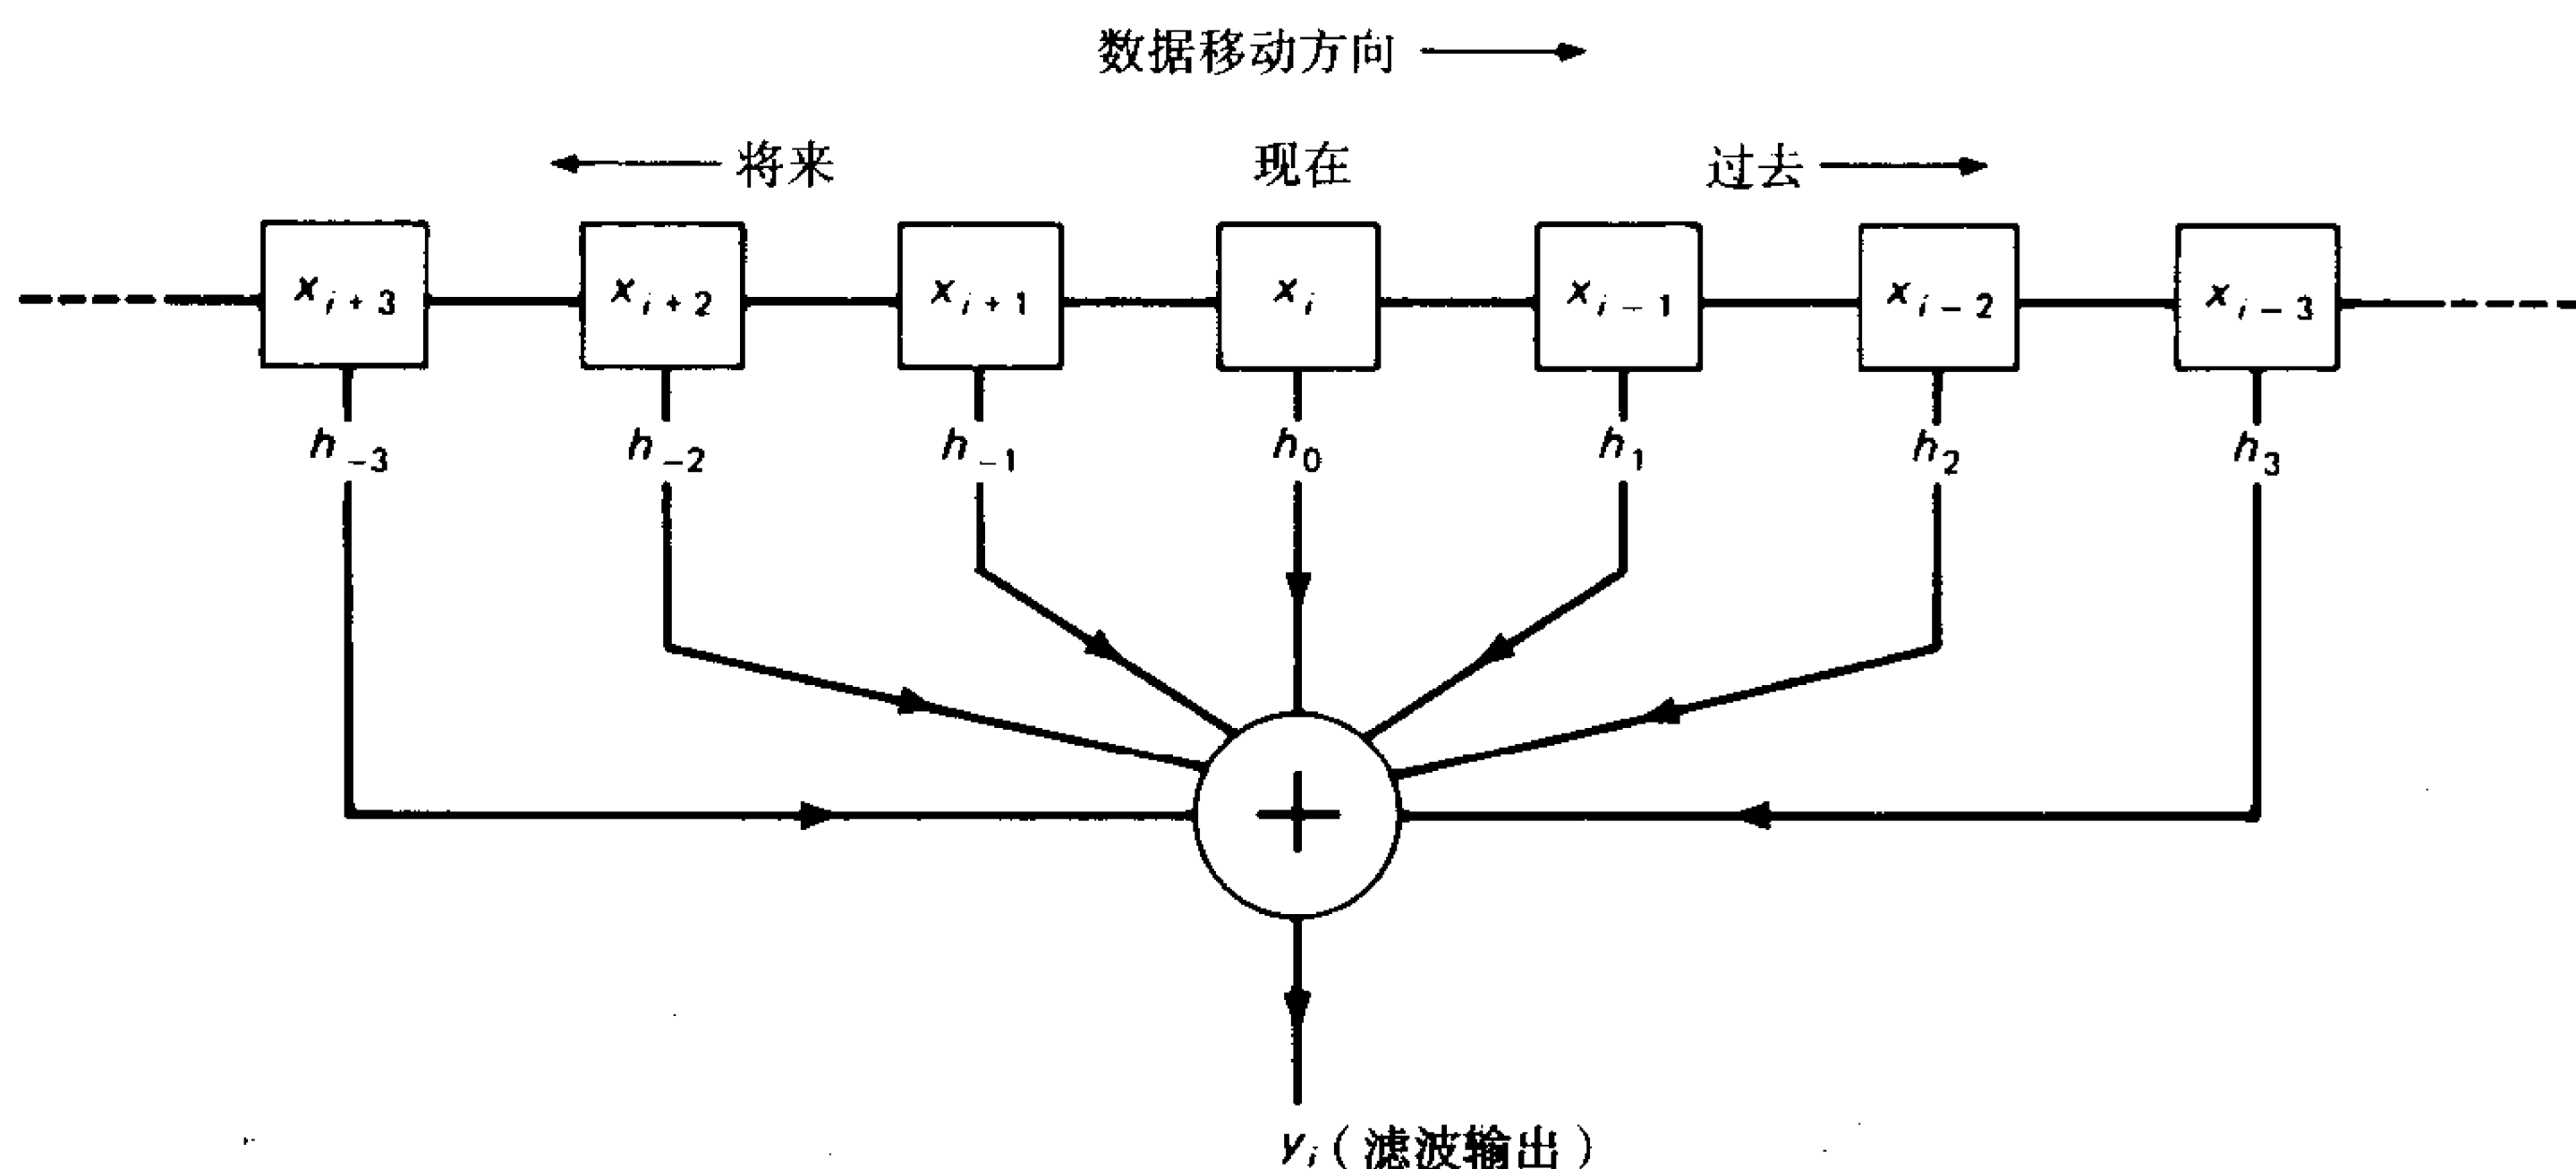 数据移动方向
将来 现在 过去
x_{i+3} x_{i+2} x_{i+1} x_i x_{i-1} x_{i-2} x_{i-3}
h_{-3} h_{-2} h_{-1} h_0 h_1 h_2 h_3
+
y_i（滤波输出）